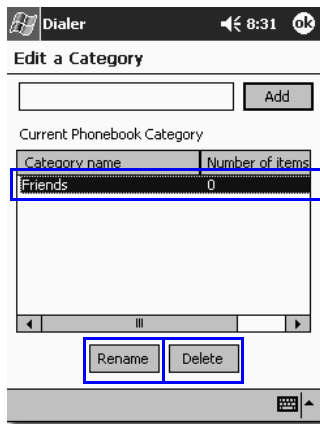 Dialer 8:31 ok
Edit a Category
Add
Current Phonebook Category
Category name Number of items
Friends 0
Rename Delete